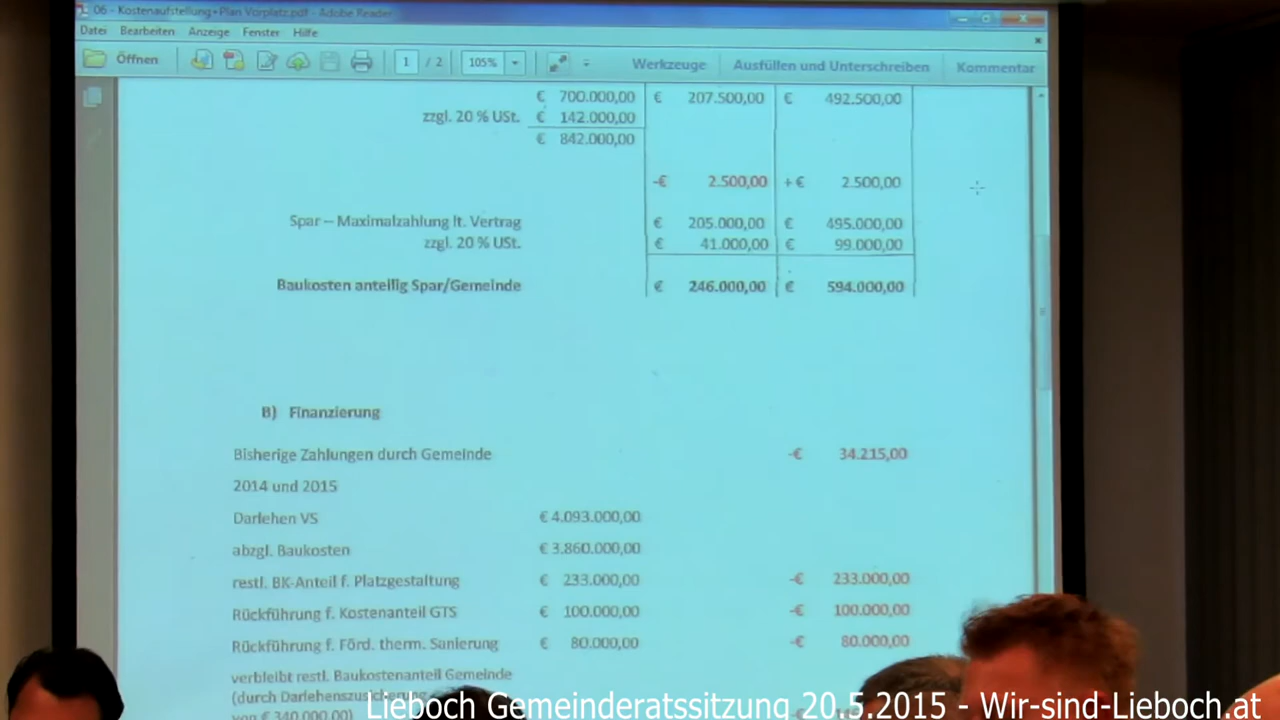 06 - Kostenaufstellung+Plan Vorplatz.pdf - Adobe Reader
Datei Bearbeiten Anzeige Fenster Hilfe
Öffnen 1 / 2 105% Werkzeuge Ausfüllen und Unterschreiben Kommentar
€ 700.000,00 € 207.500,00 € 492.500,00
zzgl. 20 % USt. € 142.000,00
€ 842.000,00
-€ 2.500,00 + € 2.500,00
Spar – Maximalzahlung lt. Vertrag € 205.000,00 € 495.000,00
zzgl. 20 % USt. € 41.000,00 € 99.000,00
Baukosten anteilig Spar/Gemeinde € 246.000,00 € 594.000,00
B) Finanzierung
Bisherige Zahlungen durch Gemeinde -€ 34.215,00
2014 und 2015
Darlehen VS € 4.093.000,00
abzgl. Baukosten € 3.860.000,00
restl. BK-Anteil f. Platzgestaltung € 233.000,00 -€ 233.000,00
Rückführung f. Kostenanteil GTS € 100.000,00 -€ 100.000,00
Rückführung f. Förd. therm. Sanierung € 80.000,00 -€ 80.000,00
verbleibt restl. Baukostenanteil Gemeinde
(durch Darlehenszusicherung
von € 340.000,00)
Lieboch Gemeinderatssitzung 20.5.2015 - Wir-sind-Lieboch.at